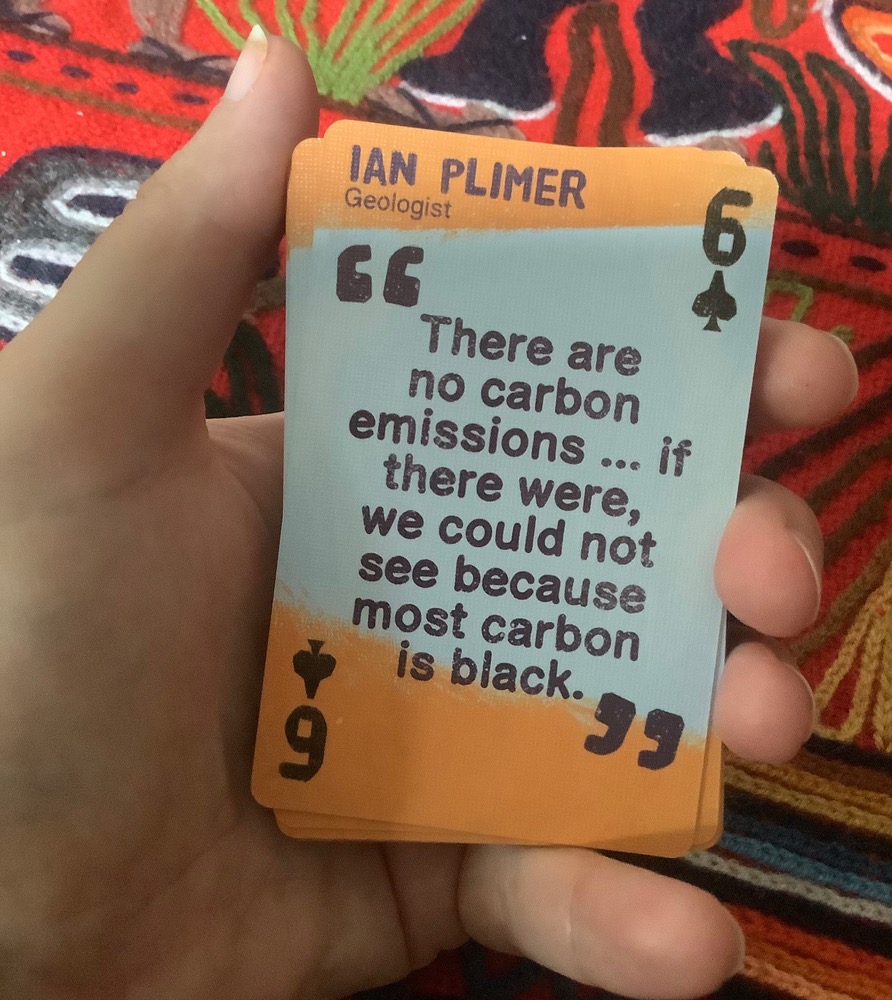 IAN PLIMER
Geologist
6
“
There are
no carbon
emissions ... if
there were,
we could not
see because
most carbon
is black.
”
6